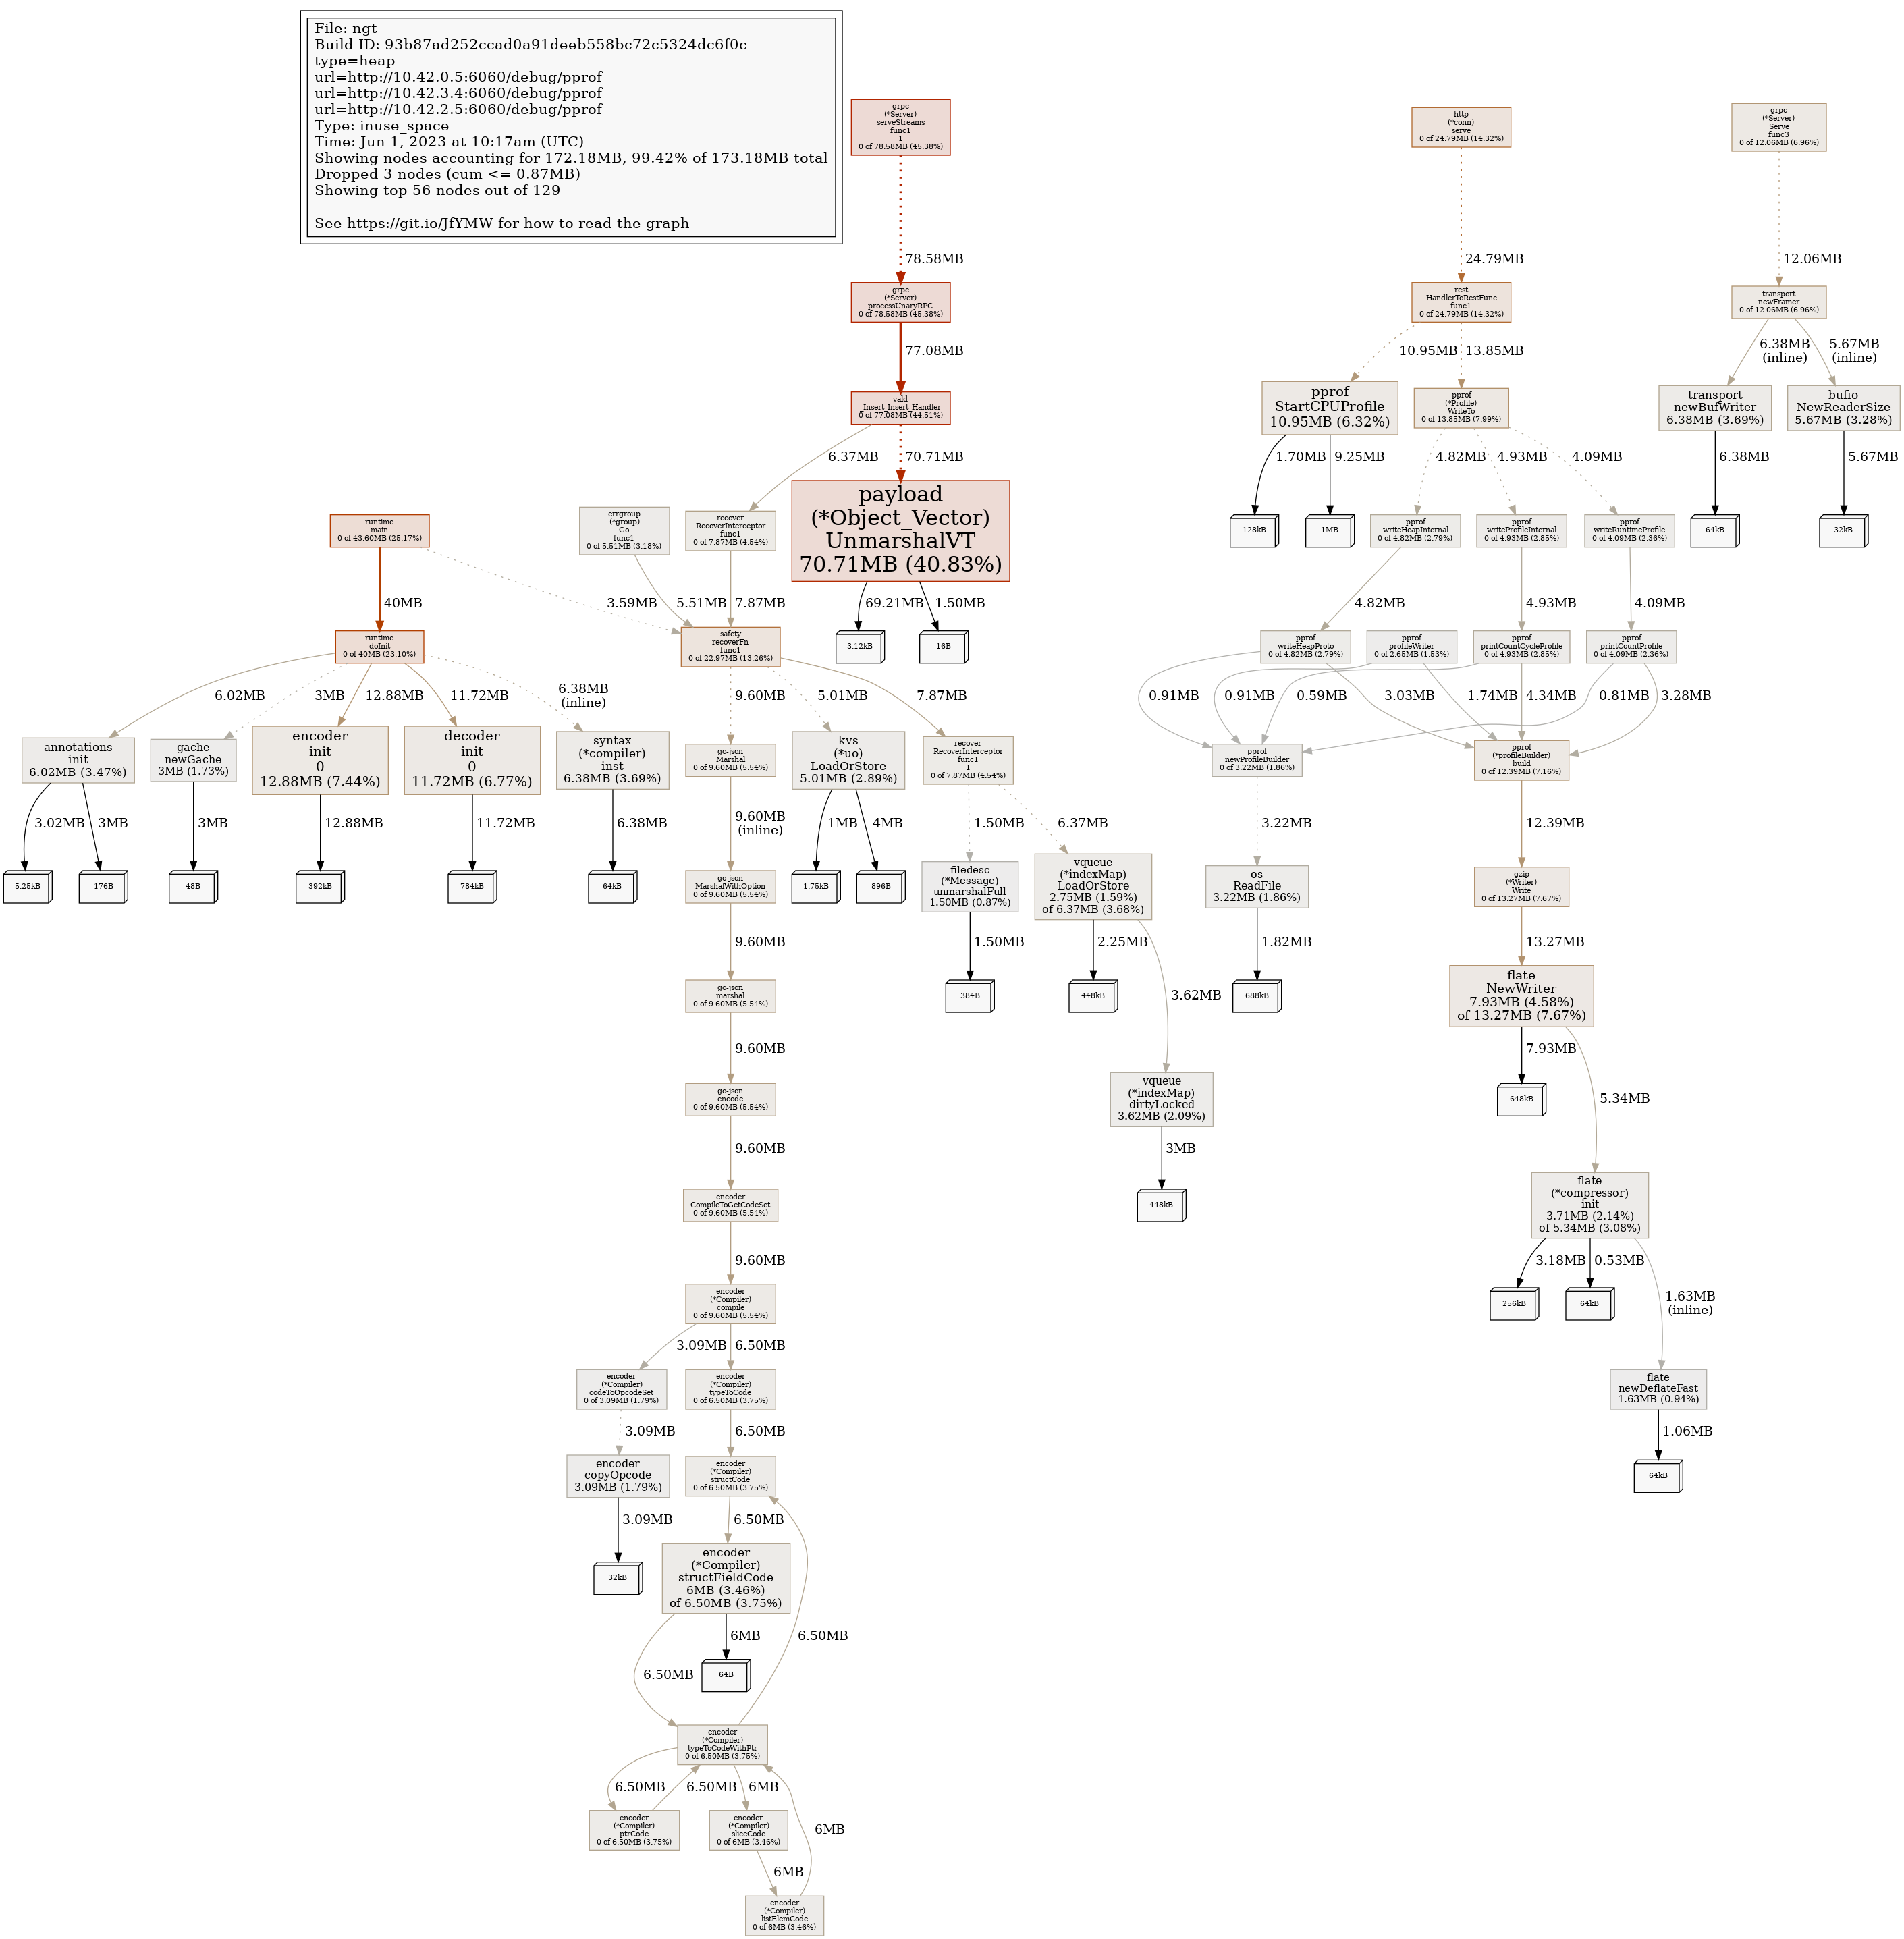 File: ngt
Build ID: 93b87ad252ccad0a91deeb558bc72c5324dc6f0c
type=heap
url=http://10.42.0.5:6060/debug/pprof
url=http://10.42.3.4:6060/debug/pprof
url=http://10.42.2.5:6060/debug/pprof
Type: inuse_space
Time: Jun 1, 2023 at 10:17am (UTC)
Showing nodes accounting for 172.18MB, 99.42% of 173.18MB total
Dropped 3 nodes (cum <= 0.87MB)
Showing top 56 nodes out of 129
See https://git.io/JfYMW for how to read the graph
grpc
(*Server)
serveStreams
func1
1
0 of 78.58MB (45.38%)
http
(*conn)
serve
0 of 24.79MB (14.32%)
grpc
(*Server)
Serve
func3
0 of 12.06MB (6.96%)
78.58MB
24.79MB
12.06MB
grpc
(*Server)
processUnaryRPC
0 of 78.58MB (45.38%)
rest
HandlerToRestFunc
func1
0 of 24.79MB (14.32%)
transport
newFramer
0 of 12.06MB (6.96%)
77.08MB
10.95MB
13.85MB
6.38MB
(inline)
5.67MB
(inline)
vald
_Insert_Insert_Handler
0 of 77.08MB (44.51%)
pprof
StartCPUProfile
10.95MB (6.32%)
pprof
(*Profile)
WriteTo
0 of 13.85MB (7.99%)
transport
newBufWriter
6.38MB (3.69%)
bufio
NewReaderSize
5.67MB (3.28%)
6.37MB
70.71MB
1.70MB
9.25MB
4.82MB
4.93MB
4.09MB
6.38MB
5.67MB
runtime
main
0 of 43.60MB (25.17%)
errgroup
(*group)
Go
func1
0 of 5.51MB (3.18%)
recover
RecoverInterceptor
func1
0 of 7.87MB (4.54%)
payload
(*Object_Vector)
UnmarshalVT
70.71MB (40.83%)
128kB
1MB
pprof
writeHeapInternal
0 of 4.82MB (2.79%)
pprof
writeProfileInternal
0 of 4.93MB (2.85%)
pprof
writeRuntimeProfile
0 of 4.09MB (2.36%)
64kB
32kB
40MB
3.59MB
5.51MB
7.87MB
69.21MB
1.50MB
4.82MB
4.93MB
4.09MB
runtime
doInit
0 of 40MB (23.10%)
safety
recoverFn
func1
0 of 22.97MB (13.26%)
3.12kB
16B
pprof
writeHeapProto
0 of 4.82MB (2.79%)
pprof
profileWriter
0 of 2.65MB (1.53%)
pprof
printCountCycleProfile
0 of 4.93MB (2.85%)
pprof
printCountProfile
0 of 4.09MB (2.36%)
6.02MB
3MB
12.88MB
11.72MB
6.38MB
(inline)
9.60MB
5.01MB
7.87MB
0.91MB
0.91MB
0.59MB
3.03MB
1.74MB
4.34MB
0.81MB
3.28MB
annotations
init
6.02MB (3.47%)
gache
newGache
3MB (1.73%)
encoder
init
0
12.88MB (7.44%)
decoder
init
0
11.72MB (6.77%)
syntax
(*compiler)
inst
6.38MB (3.69%)
go-json
Marshal
0 of 9.60MB (5.54%)
kvs
(*uo)
LoadOrStore
5.01MB (2.89%)
recover
RecoverInterceptor
func1
1
0 of 7.87MB (4.54%)
pprof
newProfileBuilder
0 of 3.22MB (1.86%)
pprof
(*profileBuilder)
build
0 of 12.39MB (7.16%)
3.02MB
3MB
3MB
12.88MB
11.72MB
6.38MB
9.60MB
(inline)
1MB
4MB
1.50MB
6.37MB
3.22MB
12.39MB
5.25kB
176B
48B
392kB
784kB
64kB
go-json
MarshalWithOption
0 of 9.60MB (5.54%)
1.75kB
896B
filedesc
(*Message)
unmarshalFull
1.50MB (0.87%)
vqueue
(*indexMap)
LoadOrStore
2.75MB (1.59%)
of 6.37MB (3.68%)
os
ReadFile
3.22MB (1.86%)
gzip
(*Writer)
Write
0 of 13.27MB (7.67%)
9.60MB
1.50MB
2.25MB
3.62MB
1.82MB
13.27MB
go-json
marshal
0 of 9.60MB (5.54%)
384B
448kB
688kB
flate
NewWriter
7.93MB (4.58%)
of 13.27MB (7.67%)
9.60MB
7.93MB
5.34MB
go-json
encode
0 of 9.60MB (5.54%)
vqueue
(*indexMap)
dirtyLocked
3.62MB (2.09%)
648kB
9.60MB
3MB
encoder
CompileToGetCodeSet
0 of 9.60MB (5.54%)
448kB
flate
(*compressor)
init
3.71MB (2.14%)
of 5.34MB (3.08%)
9.60MB
3.18MB
0.53MB
1.63MB
(inline)
encoder
(*Compiler)
compile
0 of 9.60MB (5.54%)
256kB
64kB
3.09MB
6.50MB
encoder
(*Compiler)
codeToOpcodeSet
0 of 3.09MB (1.79%)
encoder
(*Compiler)
typeToCode
0 of 6.50MB (3.75%)
flate
newDeflateFast
1.63MB (0.94%)
3.09MB
6.50MB
1.06MB
encoder
copyOpcode
3.09MB (1.79%)
encoder
(*Compiler)
structCode
0 of 6.50MB (3.75%)
64kB
3.09MB
6.50MB
32kB
encoder
(*Compiler)
structFieldCode
6MB (3.46%)
of 6.50MB (3.75%)
6.50MB
6MB
6.50MB
64B
encoder
(*Compiler)
typeToCodeWithPtr
0 of 6.50MB (3.75%)
6.50MB
6.50MB
6MB
6MB
encoder
(*Compiler)
ptrCode
0 of 6.50MB (3.75%)
encoder
(*Compiler)
sliceCode
0 of 6MB (3.46%)
6MB
encoder
(*Compiler)
listElemCode
0 of 6MB (3.46%)